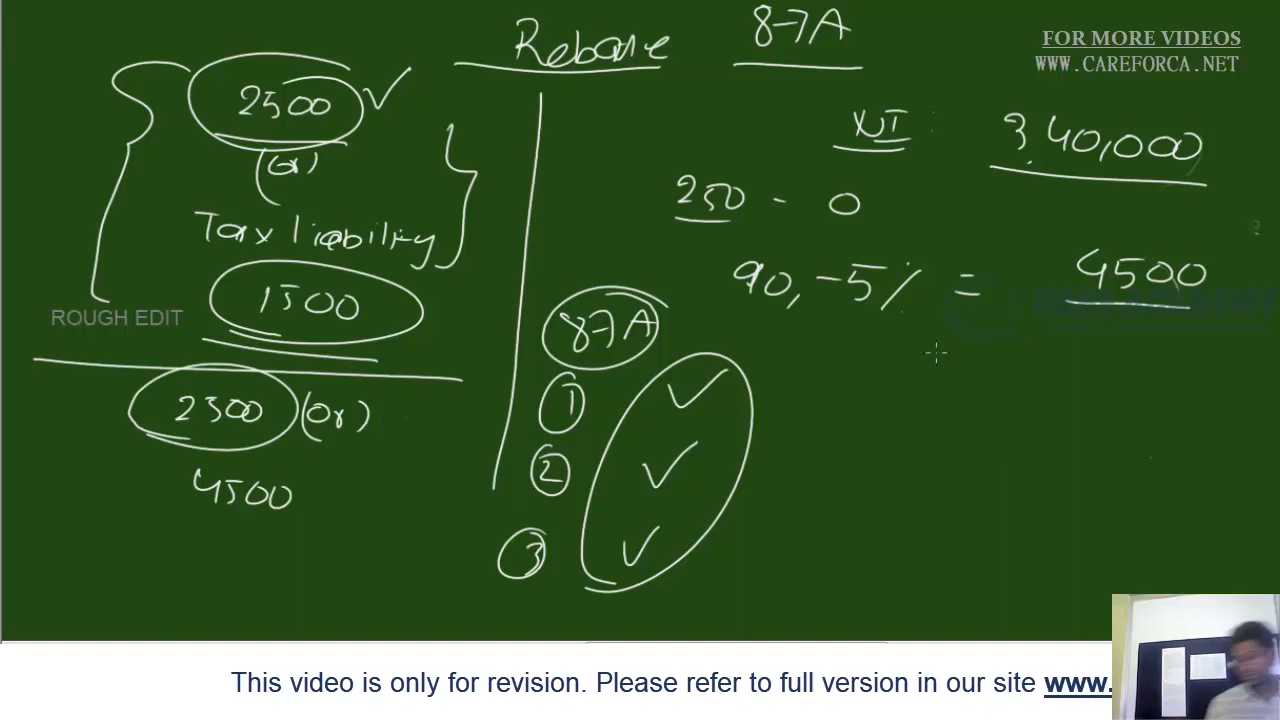 Rebate 87A
FOR MORE VIDEOS
WWW.CAREFORCA.NET
2500
(or)
Tax liability
1500
ROUGH EDIT
2500 (or)
4500
NI : 3,40,000
250 - 0
90, - 5% = 4500
87A
1
2
3
This video is only for revision. Please refer to full version in our site www.